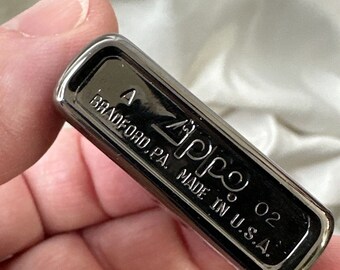 A Zippo 02
BRADFORD, PA. MADE IN U.S.A.